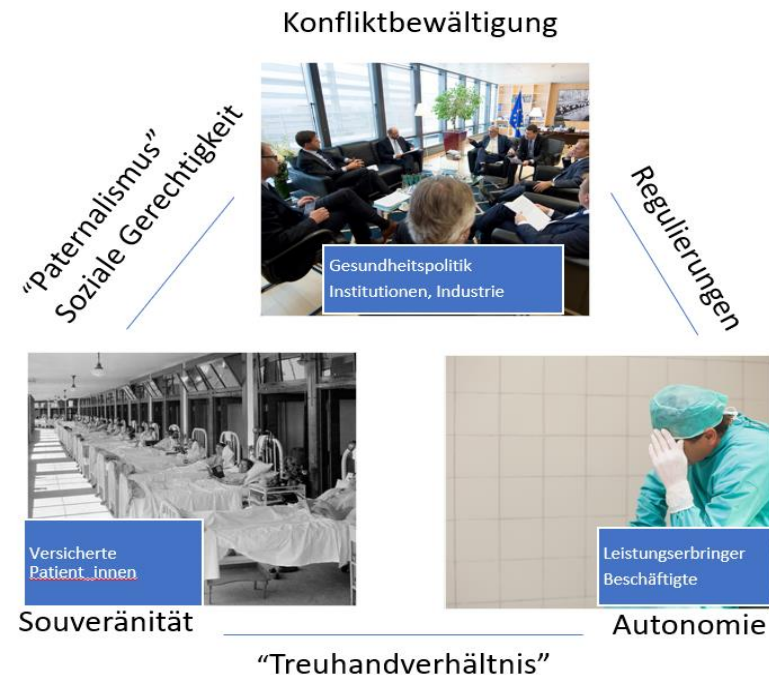 Konfliktbewältigung
“Paternalismus”
Soziale Gerechtigkeit
Regulierungen
Gesundheitspolitik
Institutionen, Industrie
Versicherte
Patient_innen
Leistungserbringer
Beschäftigte
Souveränität
Autonomie
“Treuhandverhältnis”